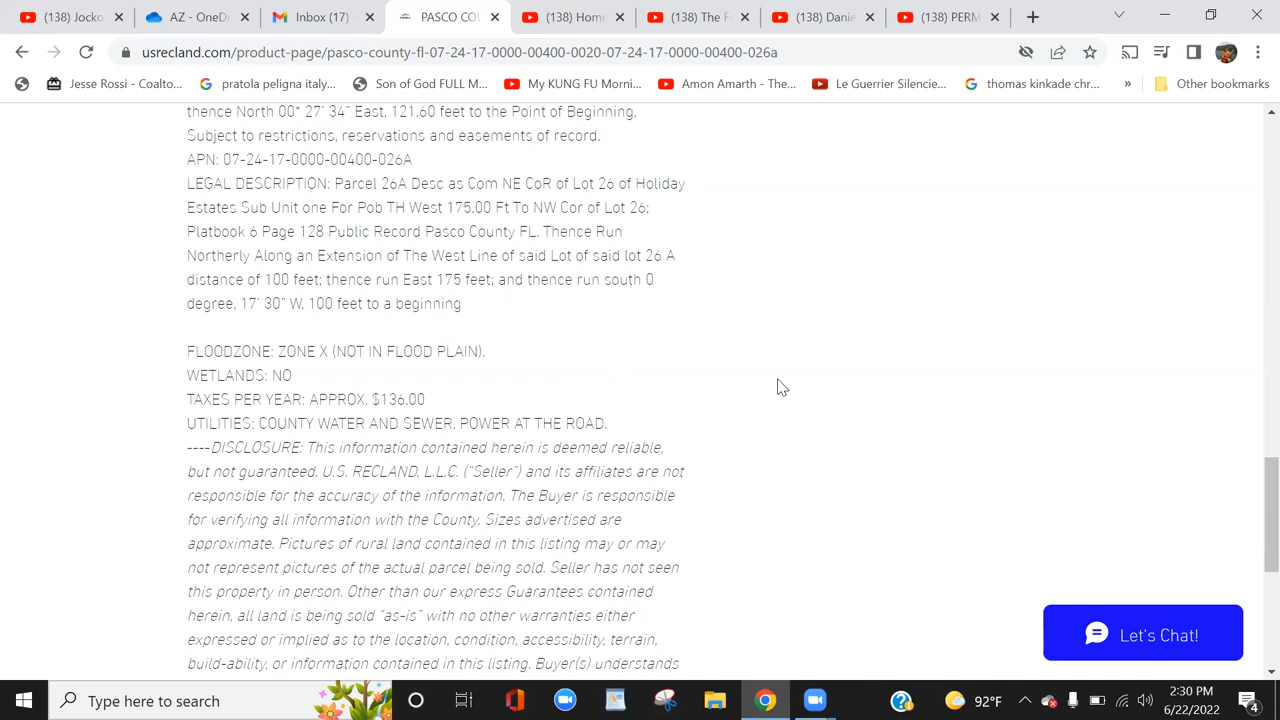 (138) Jocko
AZ - OneD
Inbox (17) -
PASCO COU
(138) Home
(138) The F
(138) Danie
(138) PERM
usrecland.com/product-page/pasco-county-fl-07-24-17-0000-00400-0020-07-24-17-0000-00400-026a
Jesse Rossi - Coalto...
pratola peligna italy...
Son of God FULL M...
My KUNG FU Morni...
Amon Amarth - The...
Le Guerrier Silencie...
thomas kinkade chr...
»
Other bookmarks
thence North 00* 27' 34" East, 121.60 feet to the Point of Beginning,
Subject to restrictions, reservations and easements of record.
APN: 07-24-17-0000-00400-026A
LEGAL DESCRIPTION: Parcel 26A Desc as Com NE CoR of Lot 26 of Holiday
Estates Sub Unit one For Pob TH West 175.00 Ft To NW Cor of Lot 26;
Platbook 6 Page 128 Public Record Pasco County FL. Thence Run
Northerly Along an Extension of The West Line of said Lot of said lot 26 A
distance of 100 feet; thence run East 175 feet; and thence run south 0
degree, 17' 30" W, 100 feet to a beginning
FLOODZONE: ZONE X (NOT IN FLOOD PLAIN).
WETLANDS: NO
TAXES PER YEAR: APPROX. $136.00
UTILITIES: COUNTY WATER AND SEWER. POWER AT THE ROAD.
----DISCLOSURE: This information contained herein is deemed reliable,
but not guaranteed. U.S. RECLAND, L.L.C. ("Seller") and its affiliates are not
responsible for the accuracy of the information. The Buyer is responsible
for verifying all information with the County. Sizes advertised are
approximate. Pictures of rural land contained in this listing may or may
not represent pictures of the actual parcel being sold. Seller has not seen
this property in person. Other than our express Guarantees contained
herein, all land is being sold "as-is" with no other warranties either
expressed or implied as to the location, condition, accessibility, terrain,
build-ability, or information contained in this listing. Buyer(s) understands
Let's Chat!
Type here to search
92°F
2:30 PM
6/22/2022
4